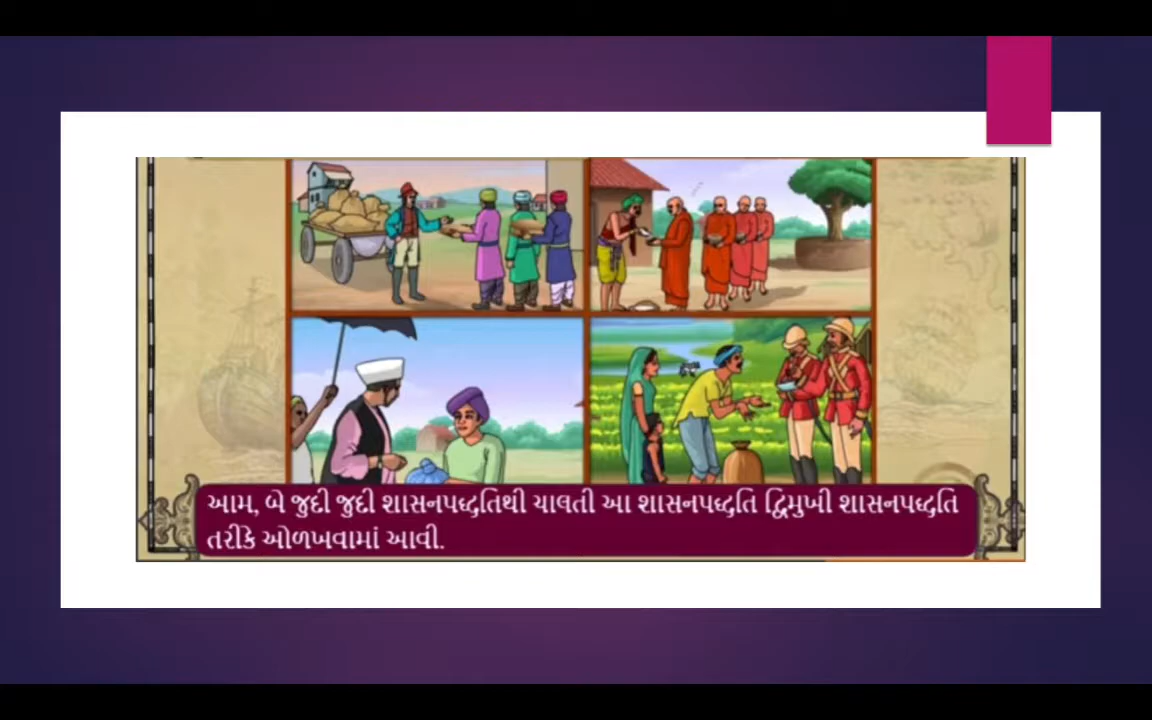 આમ, બે જુદી જુદી શાસનપદ્ધતિથી ચાલતી આ શાસનપદ્ધતિ દ્વિમુખી શાસનપદ્ધતિ
તરીકે ઓળખવામાં આવી.